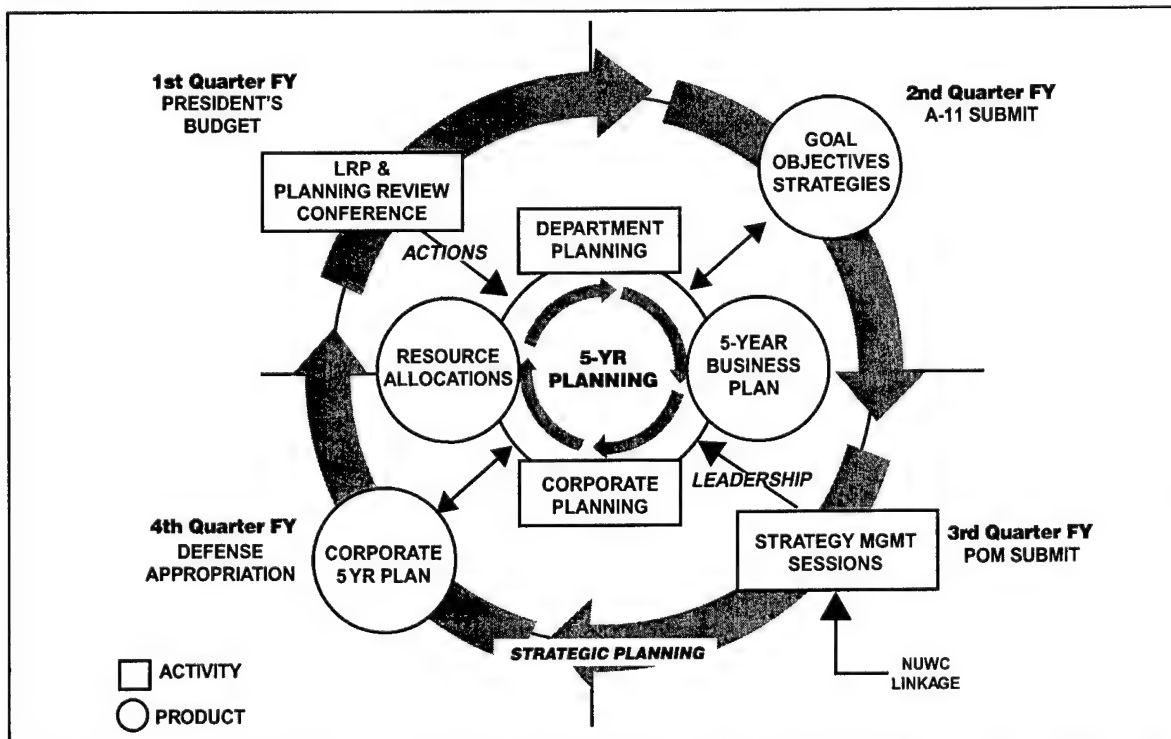 1st Quarter FY
PRESIDENT'S
BUDGET
2nd Quarter FY
A-11 SUBMIT
GOAL
OBJECTIVES
STRATEGIES
LRP &
PLANNING REVIEW
CONFERENCE
ACTIONS
DEPARTMENT
PLANNING
RESOURCE
ALLOCATIONS
5-YR
PLANNING
5-YEAR
BUSINESS
PLAN
CORPORATE
PLANNING
LEADERSHIP
4th Quarter FY
DEFENSE
APPROPRIATION
CORPORATE
5YR PLAN
STRATEGY MGMT
SESSIONS
3rd Quarter FY
POM SUBMIT
STRATEGIC PLANNING
NUWC
LINKAGE
ACTIVITY
PRODUCT